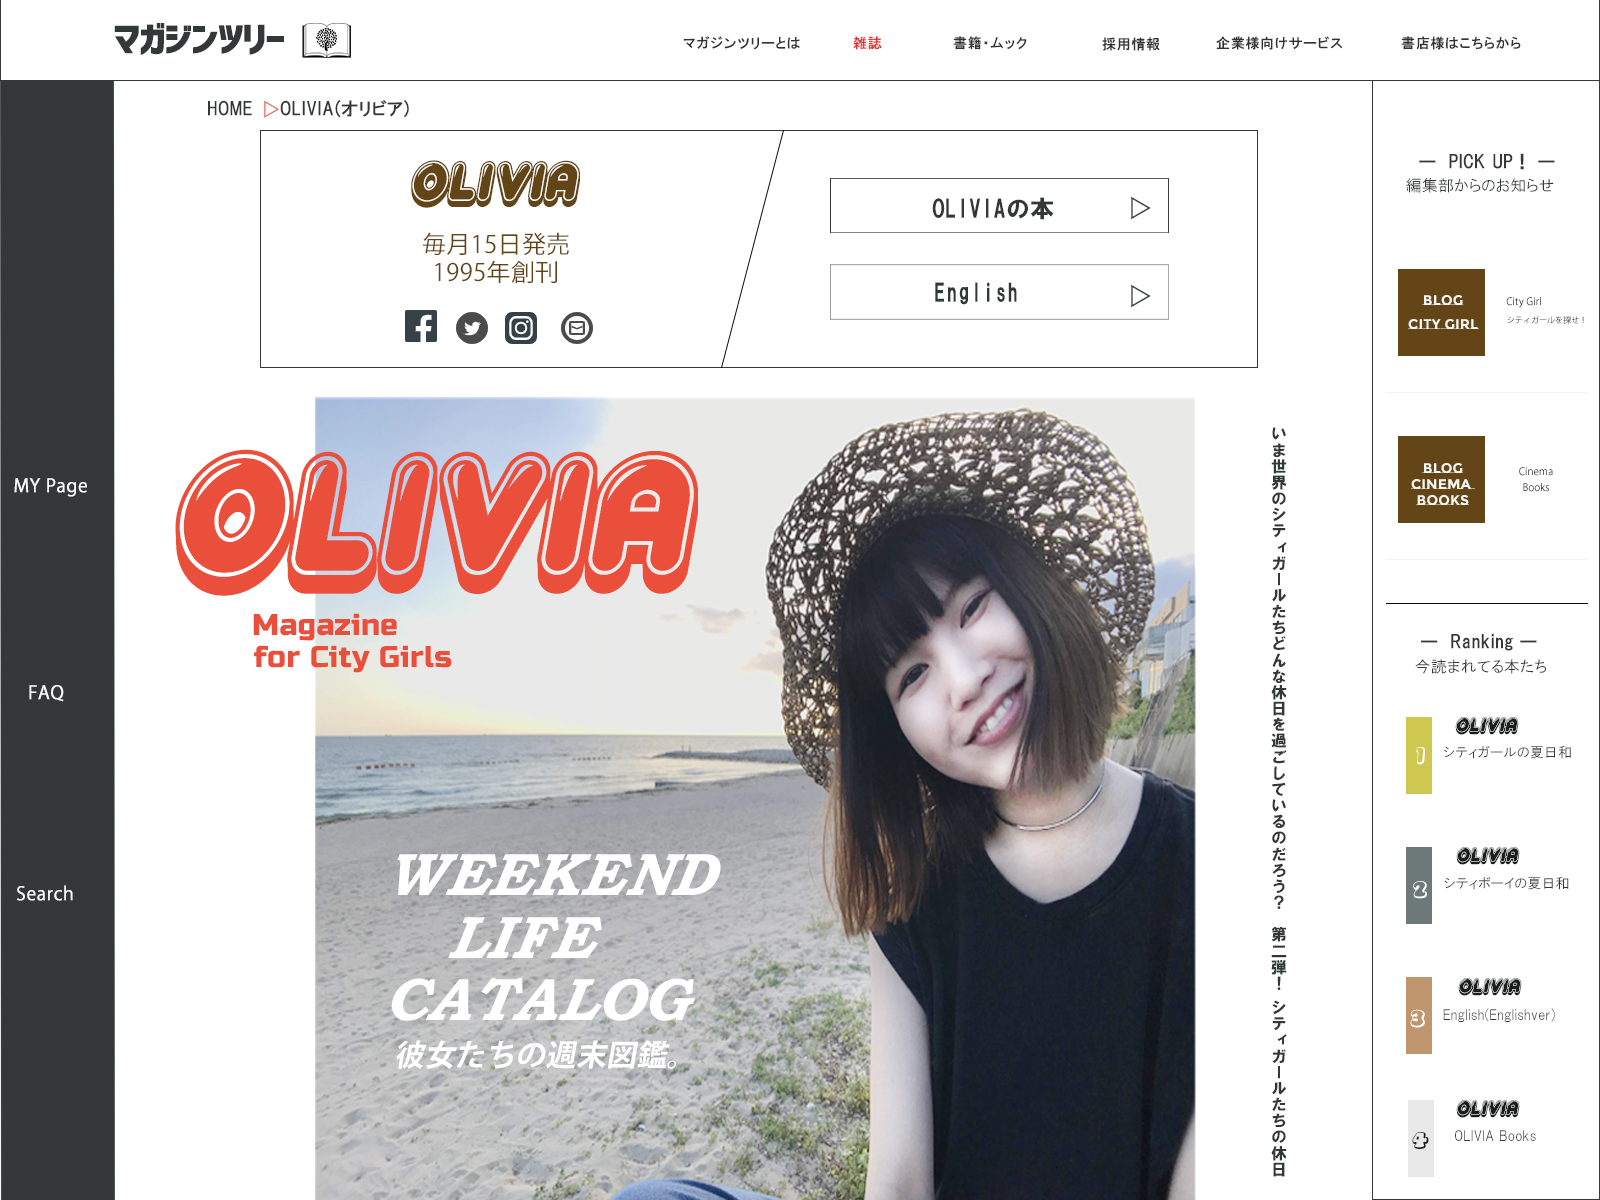 マガジンツリー
マガジンツリーとは
雑誌
書籍・ムック
採用情報
企業様向けサービス
書店様はこちらから
HOME ▷OLIVIA(オリビア)
OLIVIA
毎月15日発売
1995年創刊
OLIVIAの本
English
MY Page
FAQ
Search
OLIVIA
Magazine
for City Girls
WEEKEND
LIFE
CATALOG
彼女たちの週末図鑑。
いま世界のシティガールたちどんな休日を過ごしているのだろう？ 第二弾！ シティガールたちの休日
— PICK UP！ —
編集部からのお知らせ
BLOG
CITY GIRL
City Girl
シティガールを探せ！
BLOG
CINEMA
BOOKS
Cinema
Books
— Ranking —
今読まれてる本たち
1
OLIVIA
シティガールの夏日和
2
OLIVIA
シティボーイの夏日和
3
OLIVIA
English(Englishver)
4
OLIVIA
OLIVIA Books